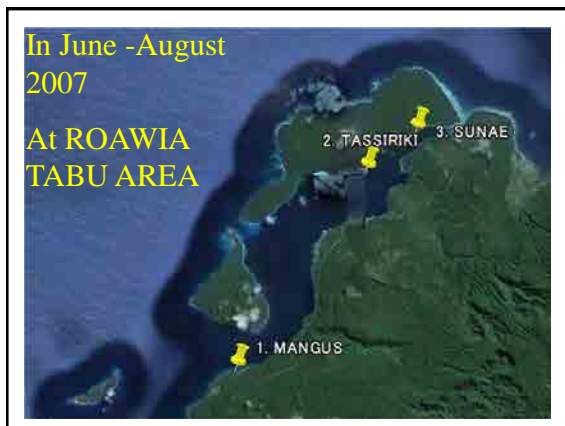 In June -August
2007
At ROAWIA
TABU AREA
2. TASSIRIKI
3. SUNAE
1. MANGUS